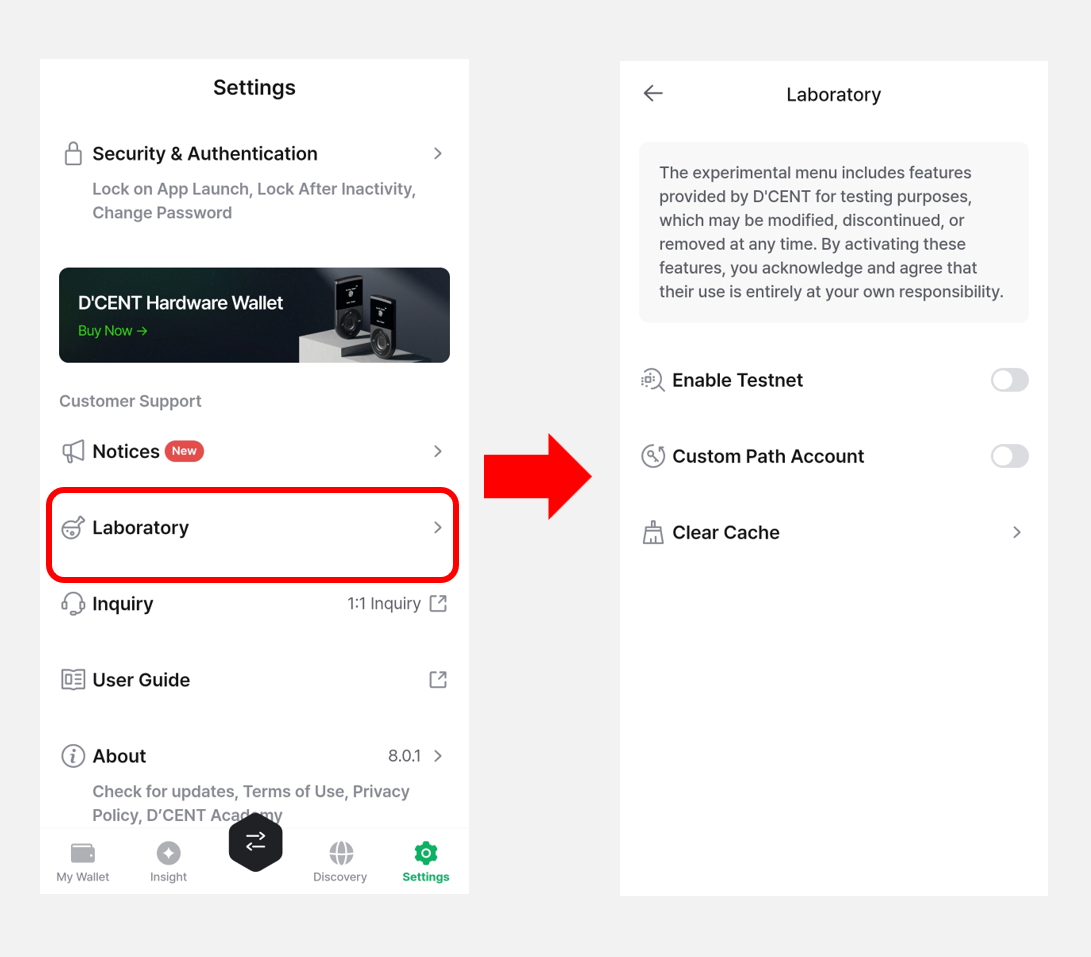 Settings
Security & Authentication
Lock on App Launch, Lock After Inactivity,
Change Password
D'CENT Hardware Wallet
Buy Now →
Customer Support
Notices New
Laboratory
Inquiry 1:1 Inquiry
User Guide
About 8.0.1
Check for updates, Terms of Use, Privacy
Policy, D'CENT Academy
My Wallet Insight Discovery Settings
Laboratory
The experimental menu includes features
provided by D'CENT for testing purposes,
which may be modified, discontinued, or
removed at any time. By activating these
features, you acknowledge and agree that
their use is entirely at your own responsibility.
Enable Testnet
Custom Path Account
Clear Cache